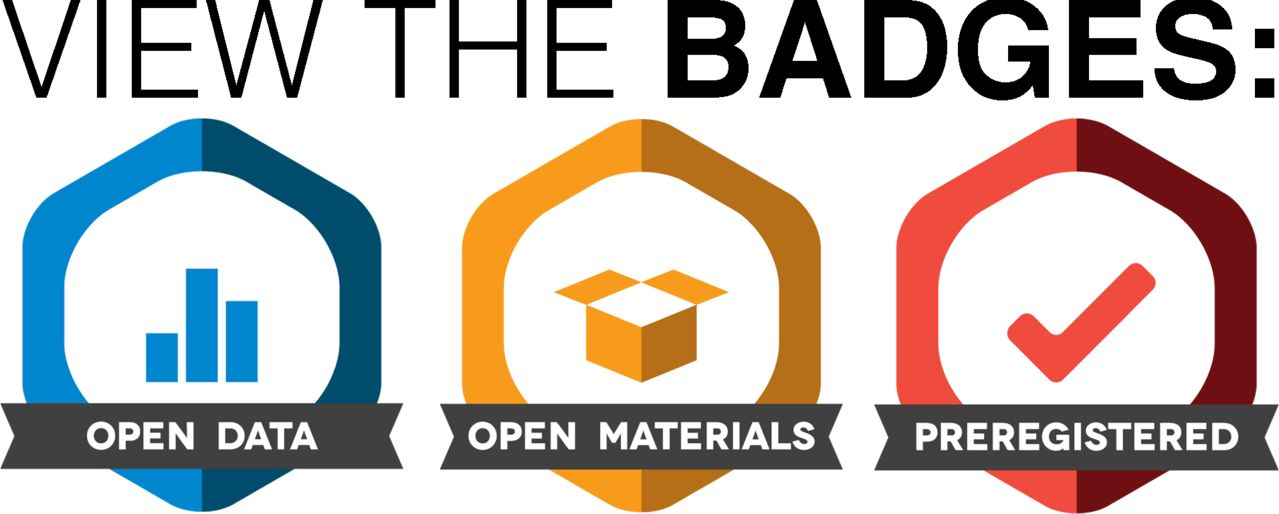 VIEW THE BADGES:
OPEN DATA
OPEN MATERIALS
PREREGISTERED